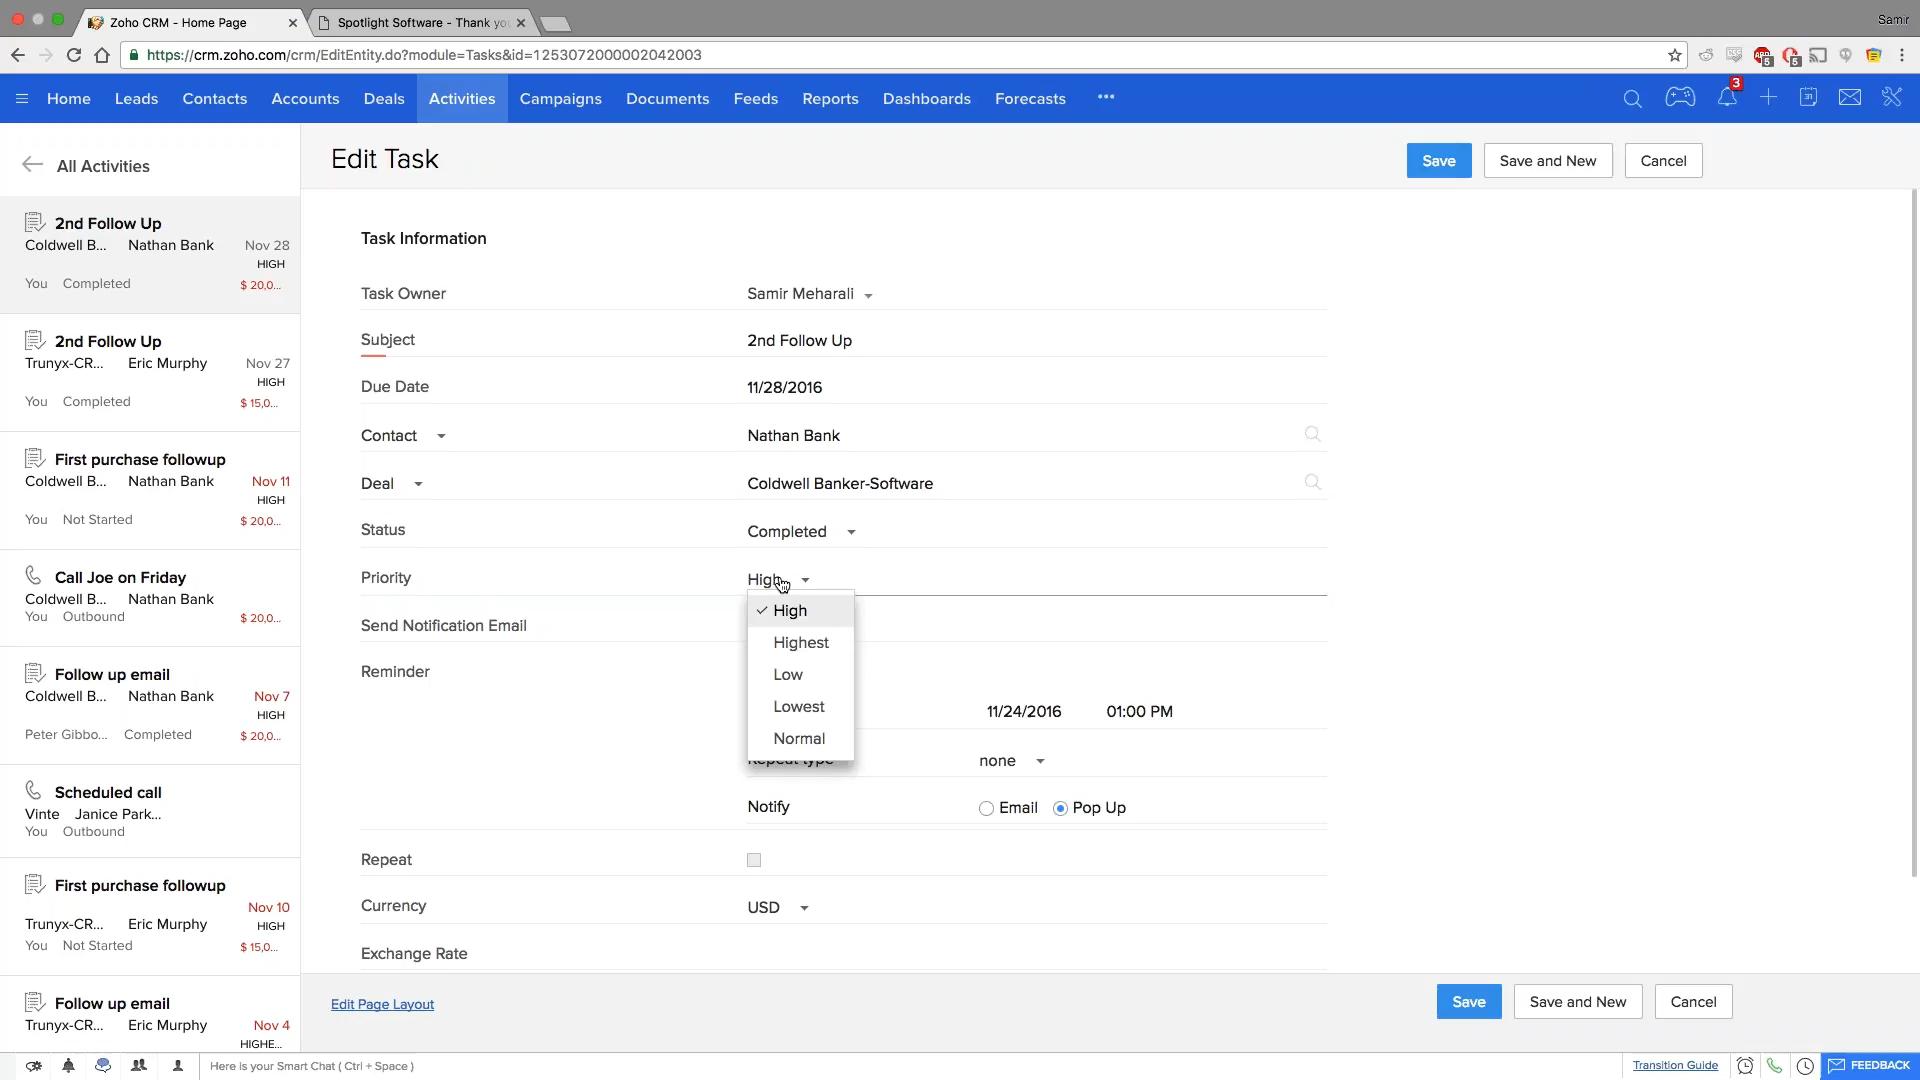 Zoho CRM - Home Page
Spotlight Software - Thank you
Samir
https://crm.zoho.com/crm/EditEntity.do?module=Tasks&id=1253072000002042003
5
5
Home Leads Contacts Accounts Deals Activities Campaigns Documents Feeds Reports Dashboards Forecasts •••
3
31
All Activities
2nd Follow Up
Coldwell B... Nathan Bank Nov 28
HIGH
You Completed $ 20,0...
2nd Follow Up
Trunyx-CR... Eric Murphy Nov 27
HIGH
You Completed $ 15,0...
First purchase followup
Coldwell B... Nathan Bank Nov 11
HIGH
You Not Started $ 20,0...
Call Joe on Friday
Coldwell B... Nathan Bank
You Outbound $ 20,0...
Follow up email
Coldwell B... Nathan Bank Nov 7
HIGH
Peter Gibbo... Completed $ 20,0...
Scheduled call
Vinte Janice Park...
You Outbound
First purchase followup
Nov 10
Trunyx-CR... Eric Murphy HIGH
You Not Started $ 15,0...
Follow up email
Trunyx-CR... Eric Murphy Nov 4
HIGHE...
Edit Task
Save Save and New Cancel
Task Information
Task Owner Samir Meharali
Subject 2nd Follow Up
Due Date 11/28/2016
Contact Nathan Bank
Deal Coldwell Banker-Software
Status Completed
Priority High
High
Highest
Low
Lowest
Normal
Send Notification Email
Reminder
11/24/2016 01:00 PM
Repeat type none
Notify Email Pop Up
Repeat
Currency USD
Exchange Rate
Edit Page Layout
Save Save and New Cancel
Here is your Smart Chat ( Ctrl + Space )
Transition Guide
FEEDBACK